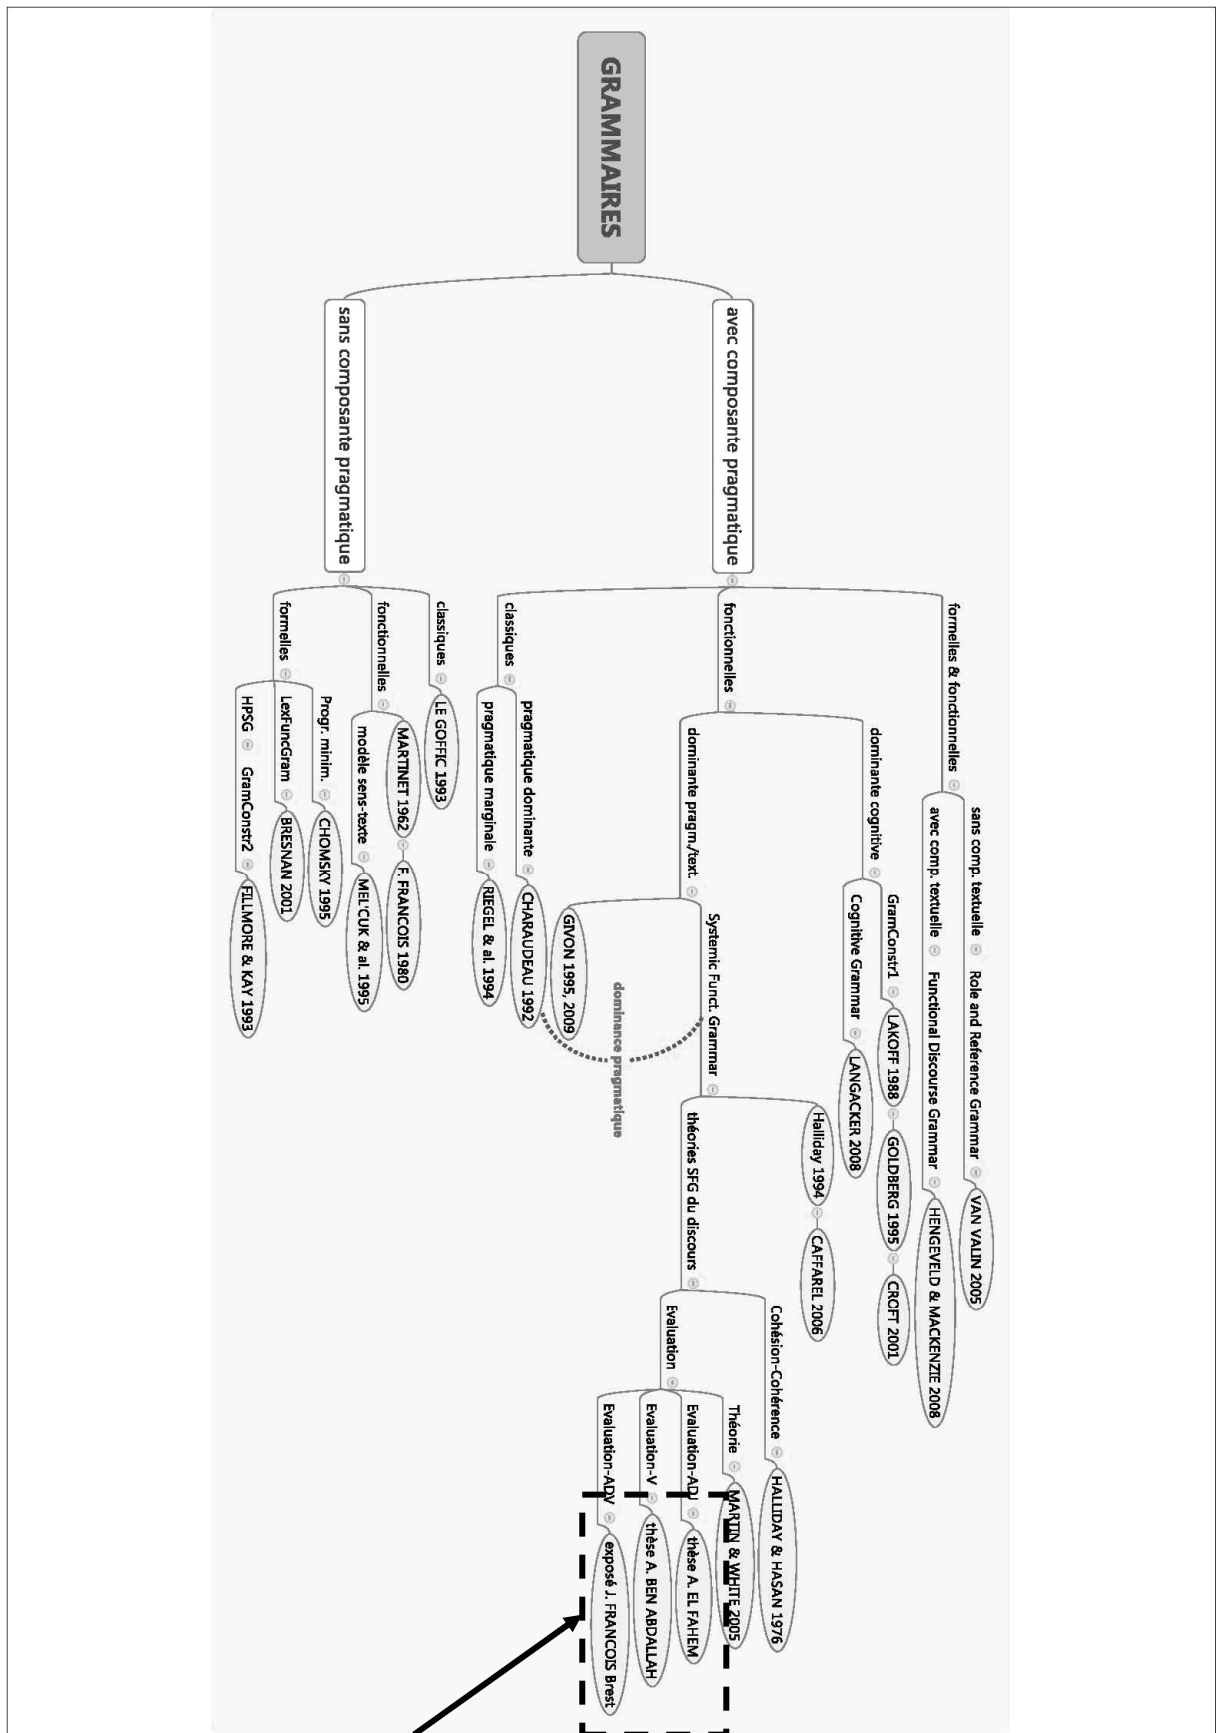 GRAMMAIRES
avec composante pragmatique
formelles & fonctionnelles
sans comp. textuelle
Role and Reference Grammar
VAN VALIN 2005
avec comp. textuelle
Functional Discourse Grammar
HENGEVELD & MACKENZIE 2008
fonctionnelles
dominante cognitive
GramConstr1
LAKOFF 1988
GOLDBERG 1995
CROFT 2001
Cognitive Grammar
LANGACKER 2008
dominante pragm./text.
Systemic Funct. Grammar
Halliday 1994
CAFFAREL 2006
théories SFG du discours
Cohésion-Cohérence
HALLIDAY & HASAN 1976
Evaluation
Théorie
MARTIN & WHITE 2005
Evaluation-ADJ
thèse A. EL FAHEM
Evaluation-V
thèse A. BEN ABDALLAH
Evaluation-ADV
exposé J. FRANCOIS Brest
GIVON 1995, 2009
dominance pragmatique
classiques
pragmatique dominante
CHARAUDEAU 1992
pragmatique marginale
RIEGEL & al. 1994
sans composante pragmatique
classiques
LE GOFFIC 1993
fonctionnelles
MARTINET 1962
F. FRANCOIS 1980
modèle sens-texte
MEL'CUK & al. 1995
formelles
Progr. minim.
CHOMSKY 1995
LexFuncGram
BRESNAN 2001
HPSG
GramConstr2
FILLMORE & KAY 1993